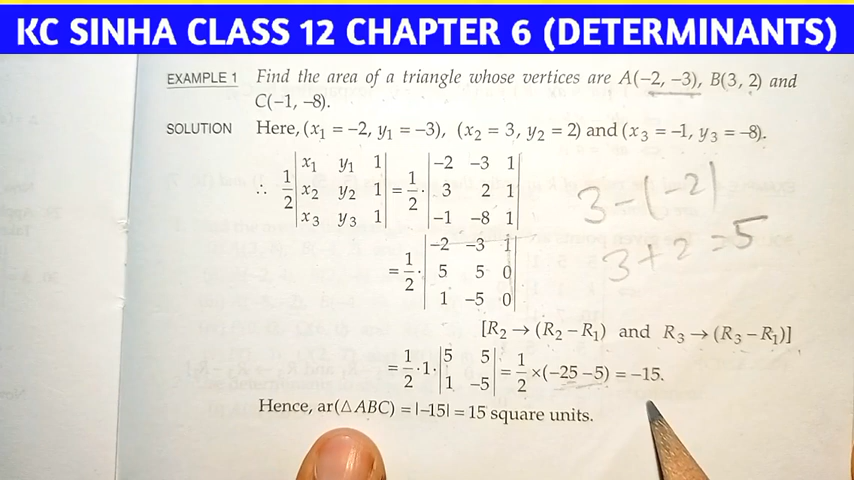 KC SINHA CLASS 12 CHAPTER 6 (DETERMINANTS)
EXAMPLE 1 Find the area of a triangle whose vertices are A(–2, –3), B(3, 2) and
C(–1, –8).
SOLUTION Here, (x₁ = –2, y₁ = –3), (x₂ = 3, y₂ = 2) and (x₃ = –1, y₃ = –8).
∴ 1/2 |x₁ y₁ 1; x₂ y₂ 1; x₃ y₃ 1| = 1/2 · |–2 –3 1; 3 2 1; –1 –8 1|
3 – (–2)
= 1/2 · |–2 –3 1; 5 5 0; 1 –5 0|
3 + 2 = 5
[R₂ → (R₂ – R₁) and R₃ → (R₃ – R₁)]
= 1/2 · 1 · |5 5; 1 –5| = 1/2 × (–25 – 5) = –15.
Hence, ar(△ABC) = |–15| = 15 square units.